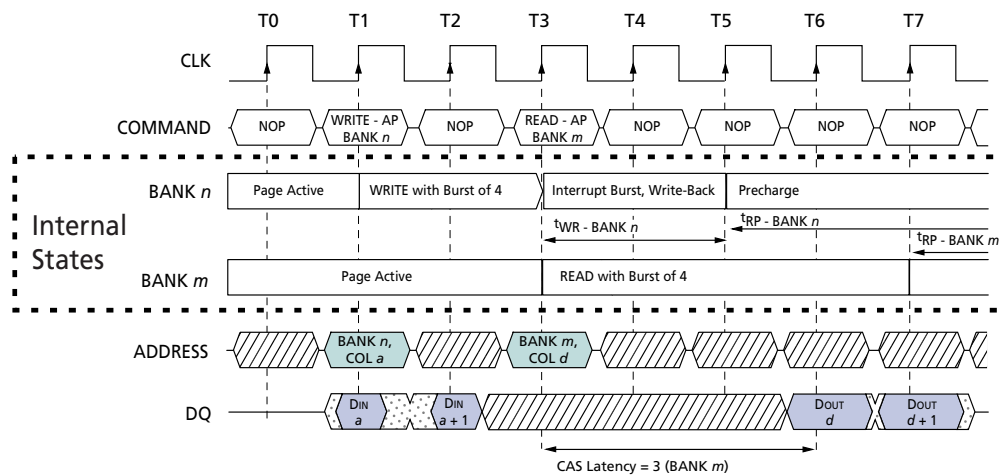 T0 T1 T2 T3 T4 T5 T6 T7
CLK
COMMAND
NOP
WRITE - AP
BANK n
NOP
READ - AP
BANK m
NOP
NOP
NOP
NOP
Internal
States
BANK n
Page Active
WRITE with Burst of 4
Interrupt Burst, Write-Back
Precharge
tWR - BANK n
tRP - BANK n
tRP - BANK m
BANK m
Page Active
READ with Burst of 4
ADDRESS
BANK n,
COL a
BANK m,
COL d
DQ
DIN
a
DIN
a + 1
DOUT
d
DOUT
d + 1
CAS Latency = 3 (BANK m)